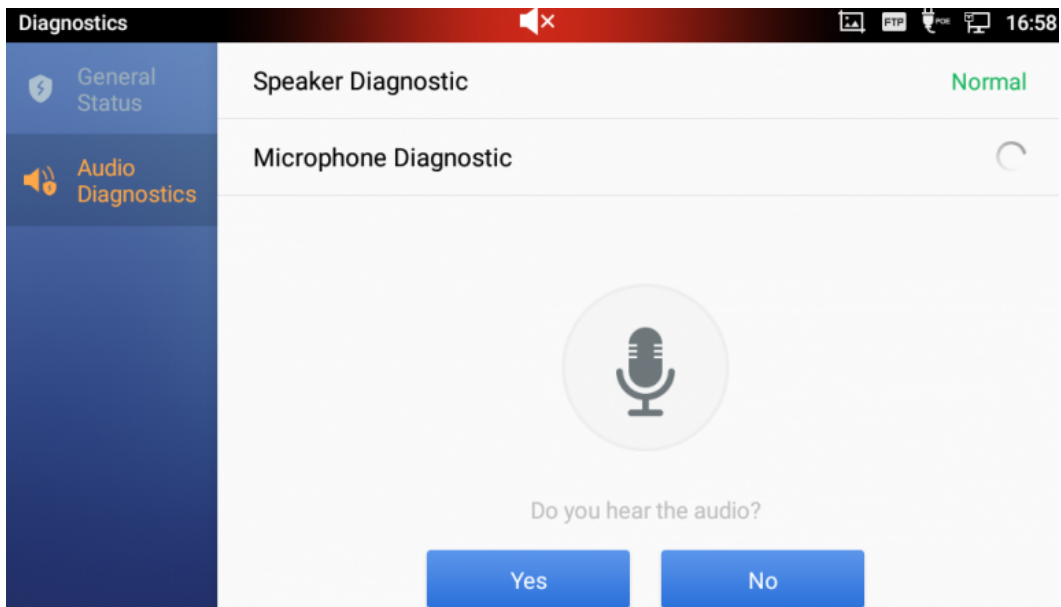 Diagnostics
FTP
POE
16:58
General
Status
Audio
Diagnostics
Speaker Diagnostic
Normal
Microphone Diagnostic
Do you hear the audio?
Yes
No